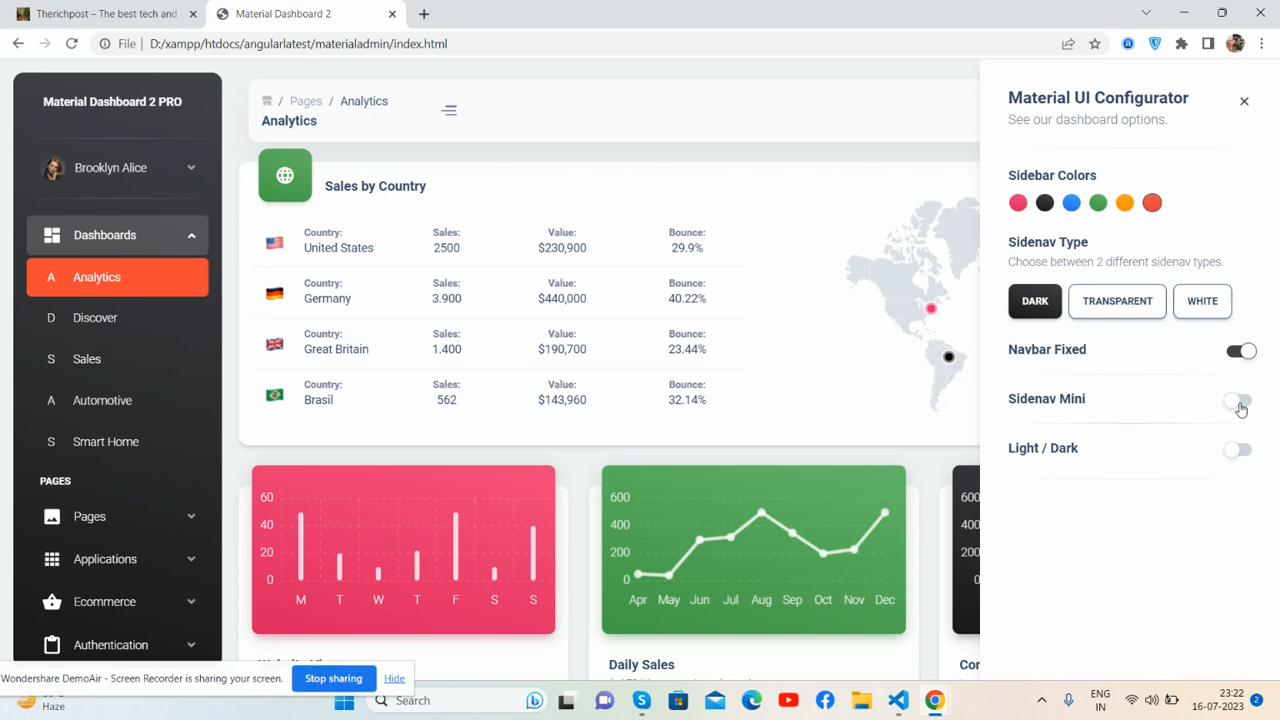 Therichpost – The best tech and
Material Dashboard 2
File
D:/xampp/htdocs/angularlatest/materialadmin/index.html
Material Dashboard 2 PRO
Brooklyn Alice
Dashboards
A Analytics
D Discover
S Sales
A Automotive
S Smart Home
PAGES
Pages
Applications
Ecommerce
Authentication
/ Pages / Analytics
Analytics
Sales by Country
Country: Sales: Value: Bounce:
United States 2500 $230,900 29.9%
Country: Sales: Value: Bounce:
Germany 3.900 $440,000 40.22%
Country: Sales: Value: Bounce:
Great Britain 1.400 $190,700 23.44%
Country: Sales: Value: Bounce:
Brasil 562 $143,960 32.14%
60
40
20
0
M T W T F S S
600
400
200
0
Apr May Jun Jul Aug Sep Oct Nov Dec
60
40
20
Daily Sales
Material UI Configurator
See our dashboard options.
Sidebar Colors
Sidenav Type
Choose between 2 different sidenav types.
DARK TRANSPARENT WHITE
Navbar Fixed
Sidenav Mini
Light / Dark
Wondershare DemoAir - Screen Recorder is sharing your screen.
Stop sharing
Hide
Haze
Search
ENG
IN
23:22
16-07-2023
2